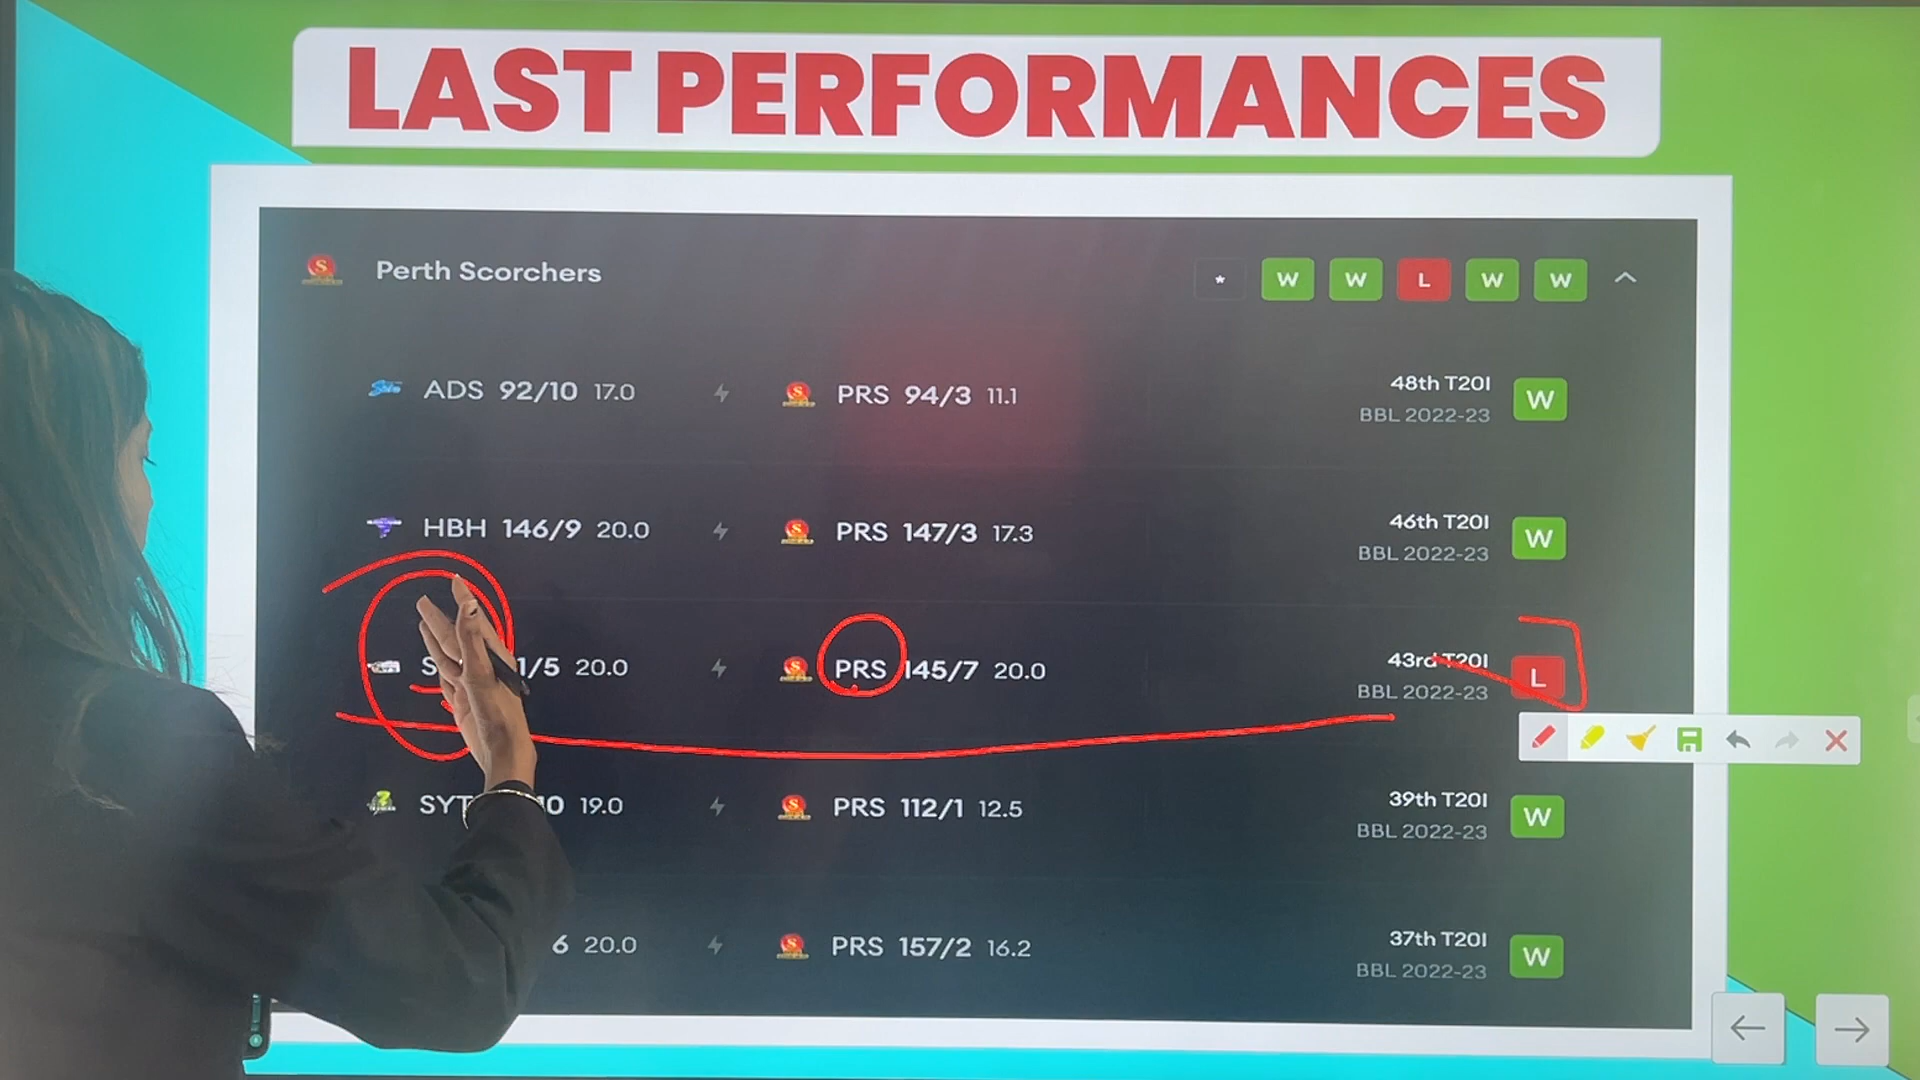 LAST PERFORMANCES
Perth Scorchers * W W L W W
ADS 92/10 17.0 PRS 94/3 11.1 48th T20I W
BBL 2022-23
HBH 146/9 20.0 PRS 147/3 17.3 46th T20I W
BBL 2022-23
1/5 20.0 PRS 145/7 20.0 43rd T20I L
BBL 2022-23
SYT 19.0 PRS 112/1 12.5 39th T20I W
BBL 2022-23
6 20.0 PRS 157/2 16.2 37th T20I W
BBL 2022-23